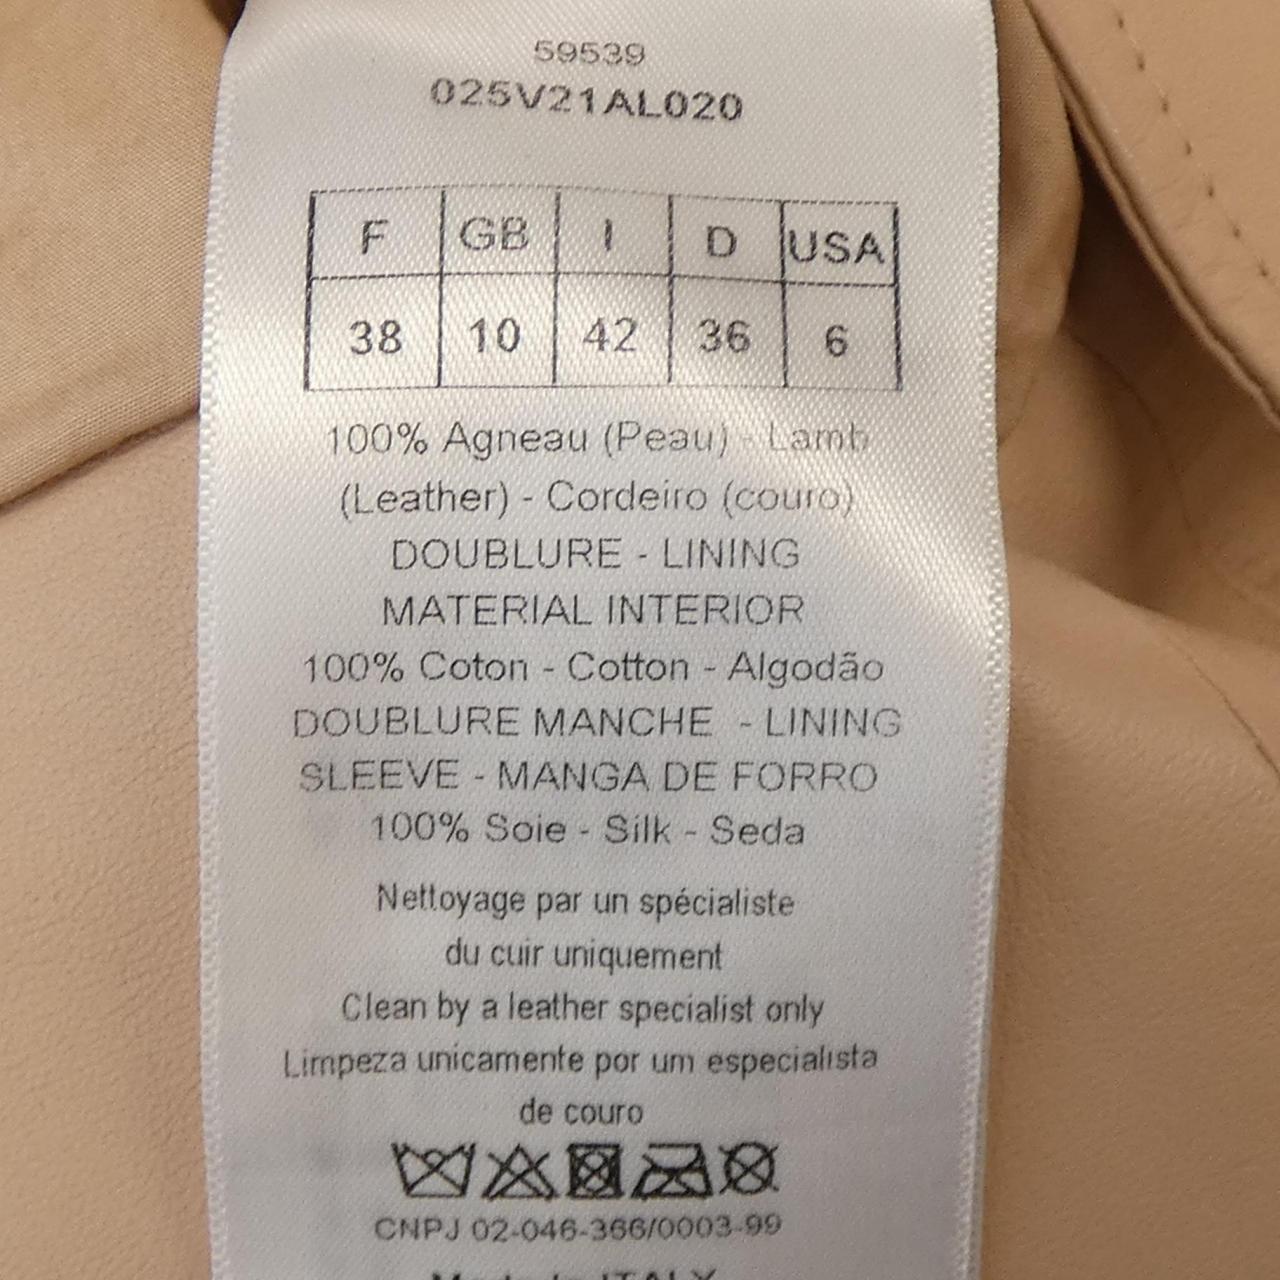 59539
025V21AL020
F GB I D USA
38 10 42 36 6
100% Agneau (Peau) - Lamb
(Leather) - Cordeiro (couro)
DOUBLURE - LINING
MATERIAL INTERIOR
100% Coton - Cotton - Algodão
DOUBLURE MANCHE - LINING
SLEEVE - MANGA DE FORRO
100% Soie - Silk - Seda
Nettoyage par un spécialiste
du cuir uniquement
Clean by a leather specialist only
Limpeza unicamente por um especialista
de couro
CNPJ 02-046-366/0003-99
Made In ITALY